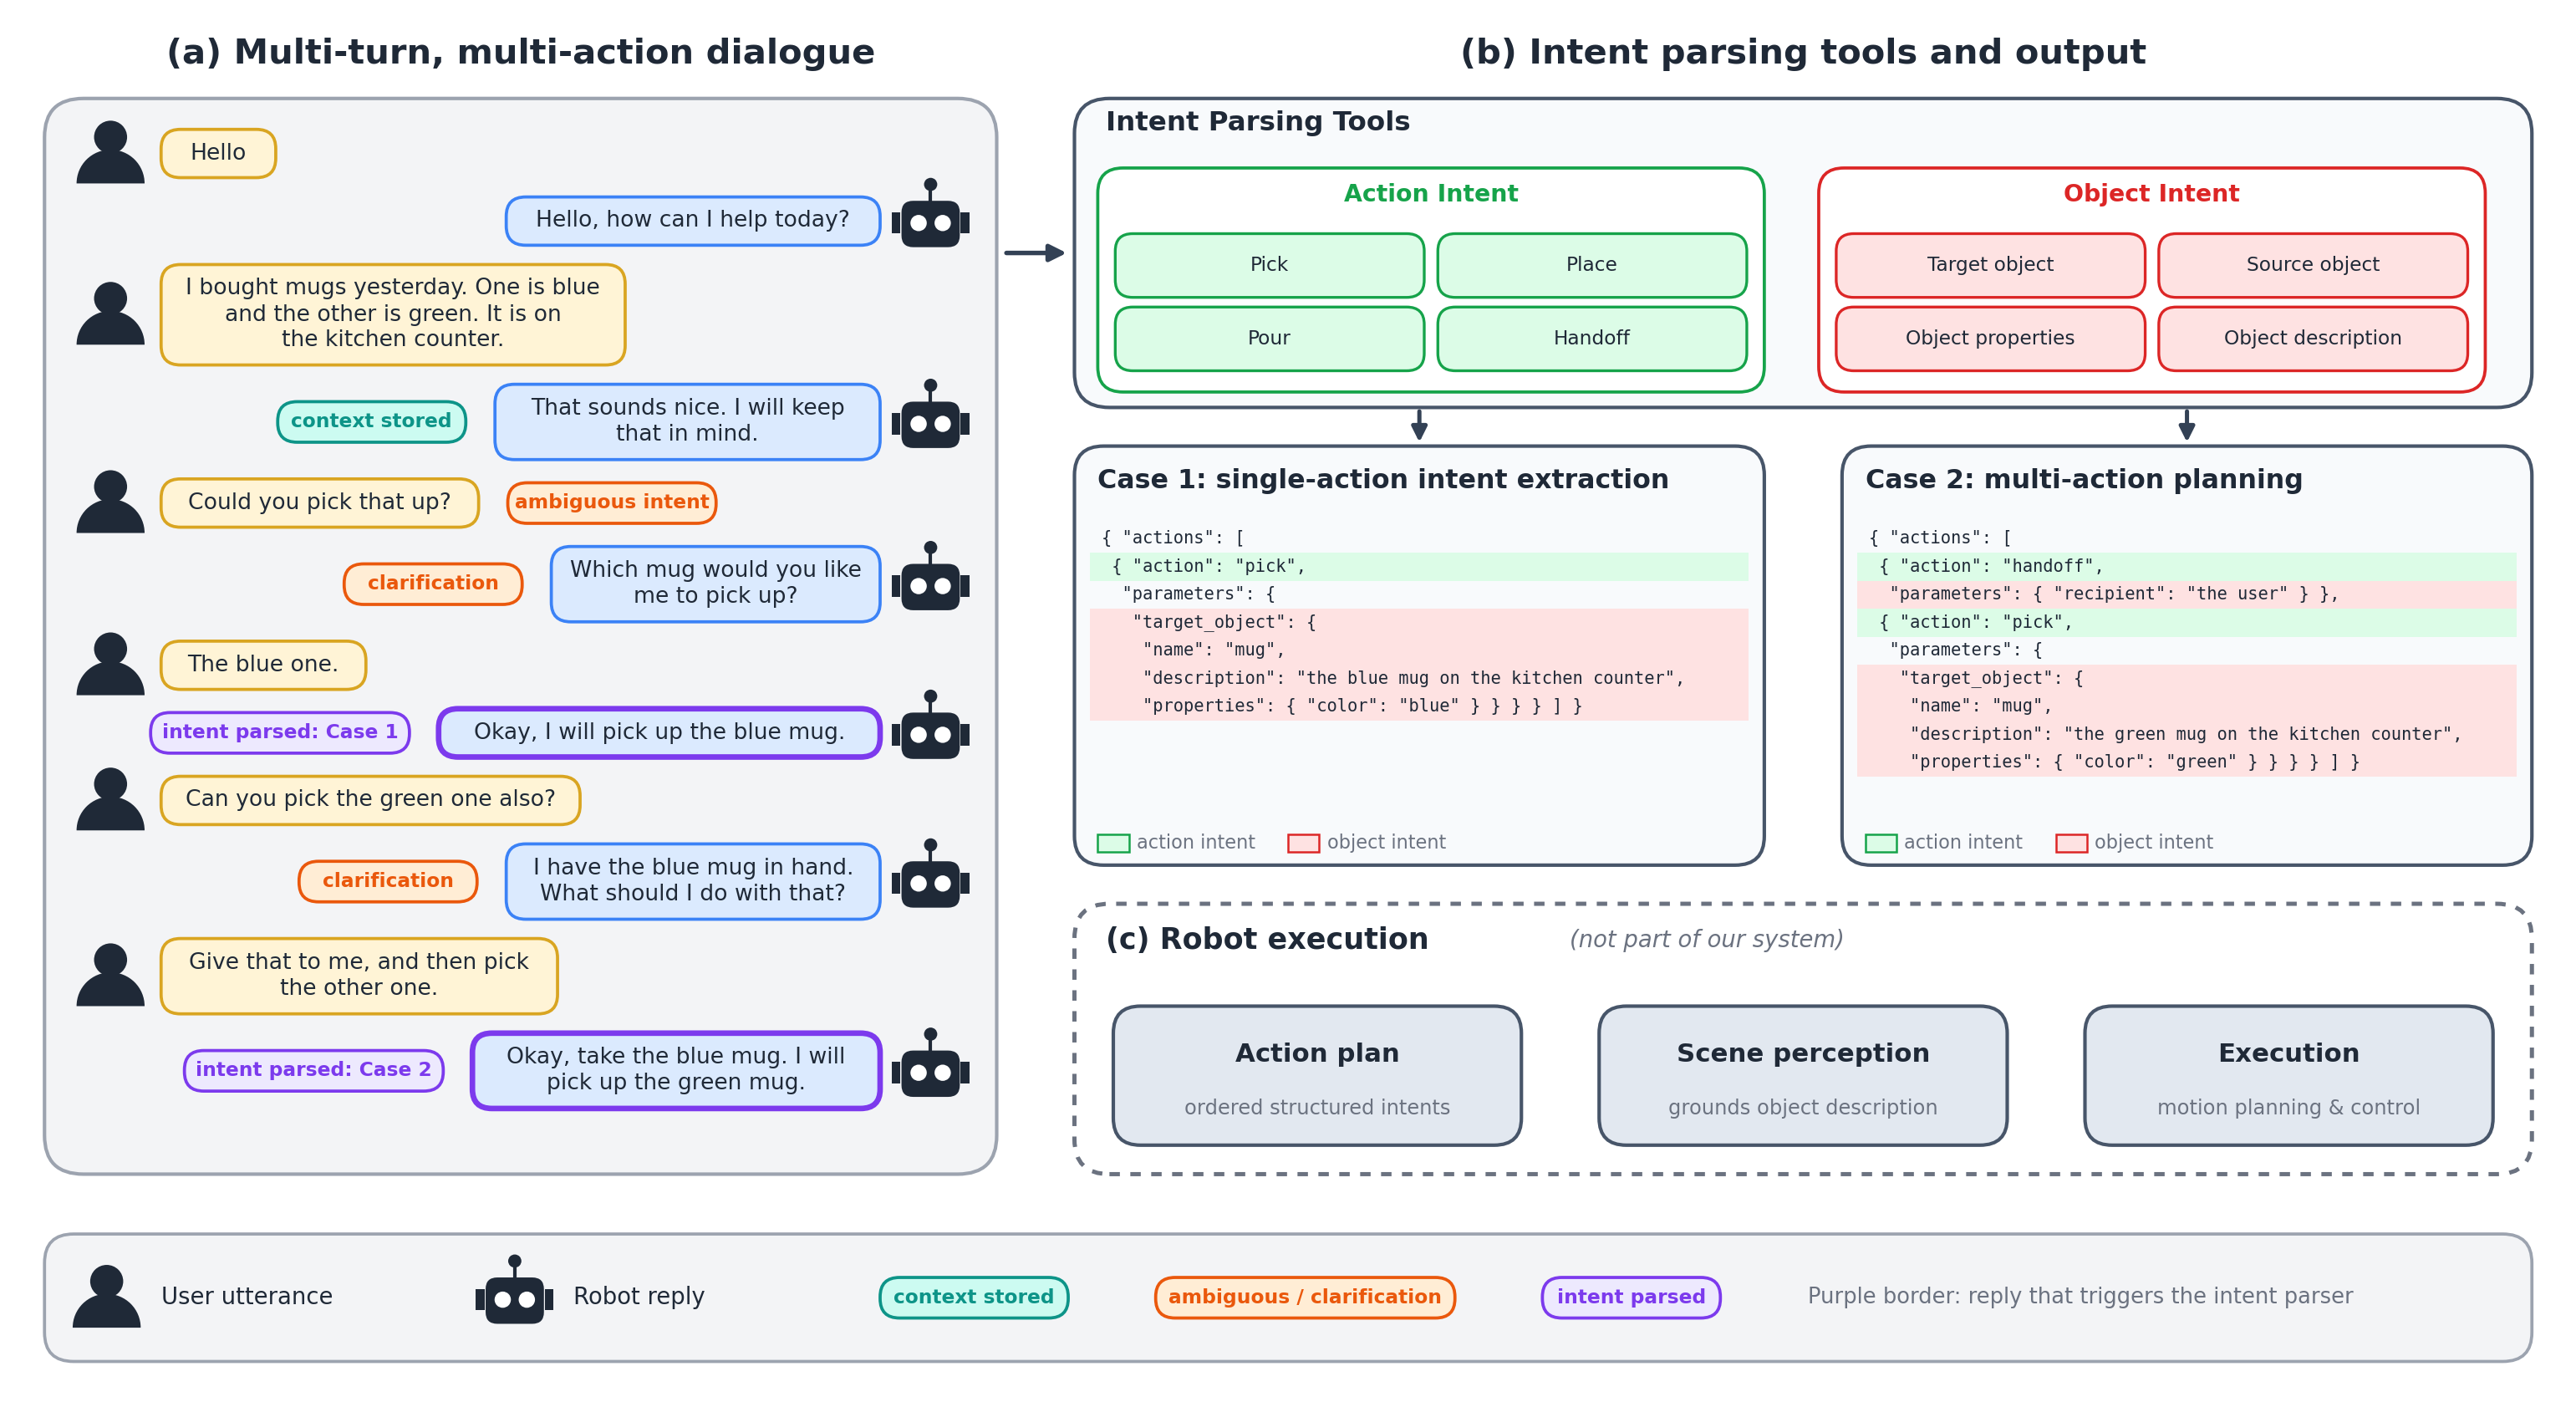 (a) Multi-turn, multi-action dialogue
Hello
Hello, how can I help today?
I bought mugs yesterday. One is blue
and the other is green. It is on
the kitchen counter.
context stored
That sounds nice. I will keep
that in mind.
Could you pick that up?
ambiguous intent
clarification
Which mug would you like
me to pick up?
The blue one.
intent parsed: Case 1
Okay, I will pick up the blue mug.
Can you pick the green one also?
clarification
I have the blue mug in hand.
What should I do with that?
Give that to me, and then pick
the other one.
intent parsed: Case 2
Okay, take the blue mug. I will
pick up the green mug.
(b) Intent parsing tools and output
Intent Parsing Tools
Action Intent
Pick
Place
Pour
Handoff
Object Intent
Target object
Source object
Object properties
Object description
Case 1: single-action intent extraction
{ "actions": [
{ "action": "pick",
"parameters": {
"target_object": {
"name": "mug",
"description": "the blue mug on the kitchen counter",
"properties": { "color": "blue" } } } } ] }
action intent
object intent
Case 2: multi-action planning
{ "actions": [
{ "action": "handoff",
"parameters": { "recipient": "the user" } },
{ "action": "pick",
"parameters": {
"target_object": {
"name": "mug",
"description": "the green mug on the kitchen counter",
"properties": { "color": "green" } } } } ] }
action intent
object intent
(c) Robot execution
(not part of our system)
Action plan
ordered structured intents
Scene perception
grounds object description
Execution
motion planning & control
User utterance
Robot reply
context stored
ambiguous / clarification
intent parsed
Purple border: reply that triggers the intent parser